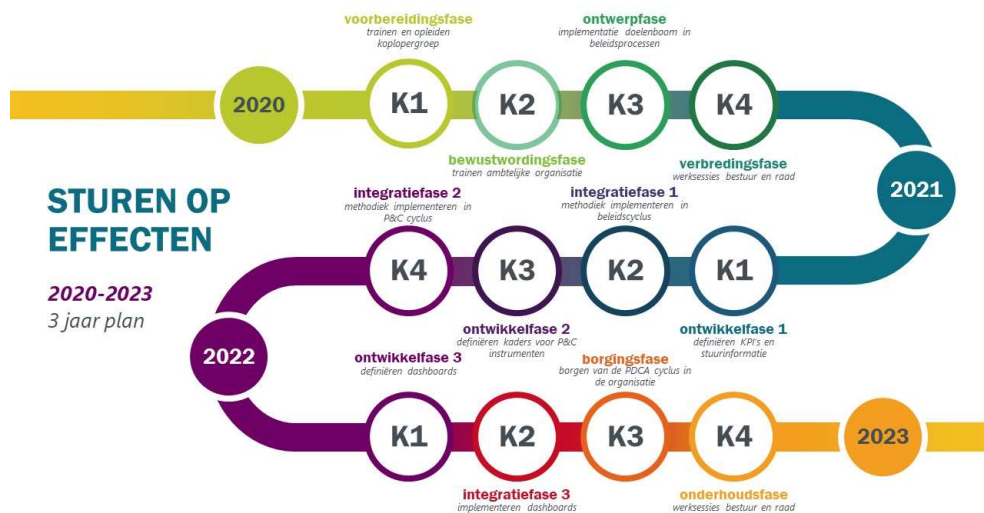 voorbereidingsfase
trainen en opleiden
koplopergroep
ontwerpfase
implementatie doelenboom in
beleidsprocessen
2020
K1
K2
K3
K4
bewustwordingsfase
trainen ambtelijke organisatie
verbredingsfase
werksessies bestuur en raad
2021
STUREN OP
EFFECTEN
2020-2023
3 jaar plan
integratiefase 2
methodiek implementeren in
P&C cyclus
integratiefase 1
methodiek implementeren in
beleidscyclus
K4
K3
K2
K1
ontwikkelfase 2
definiëren kaders voor P&C
instrumenten
ontwikkelfase 1
definiëren KPI's en
stuurinformatie
2022
ontwikkelfase 3
definiëren dashboards
borgingsfase
borgen van de PDCA cyclus in
de organisatie
K1
K2
K3
K4
2023
integratiefase 3
implementeren dashboards
onderhoudsfase
werksessies bestuur en raad